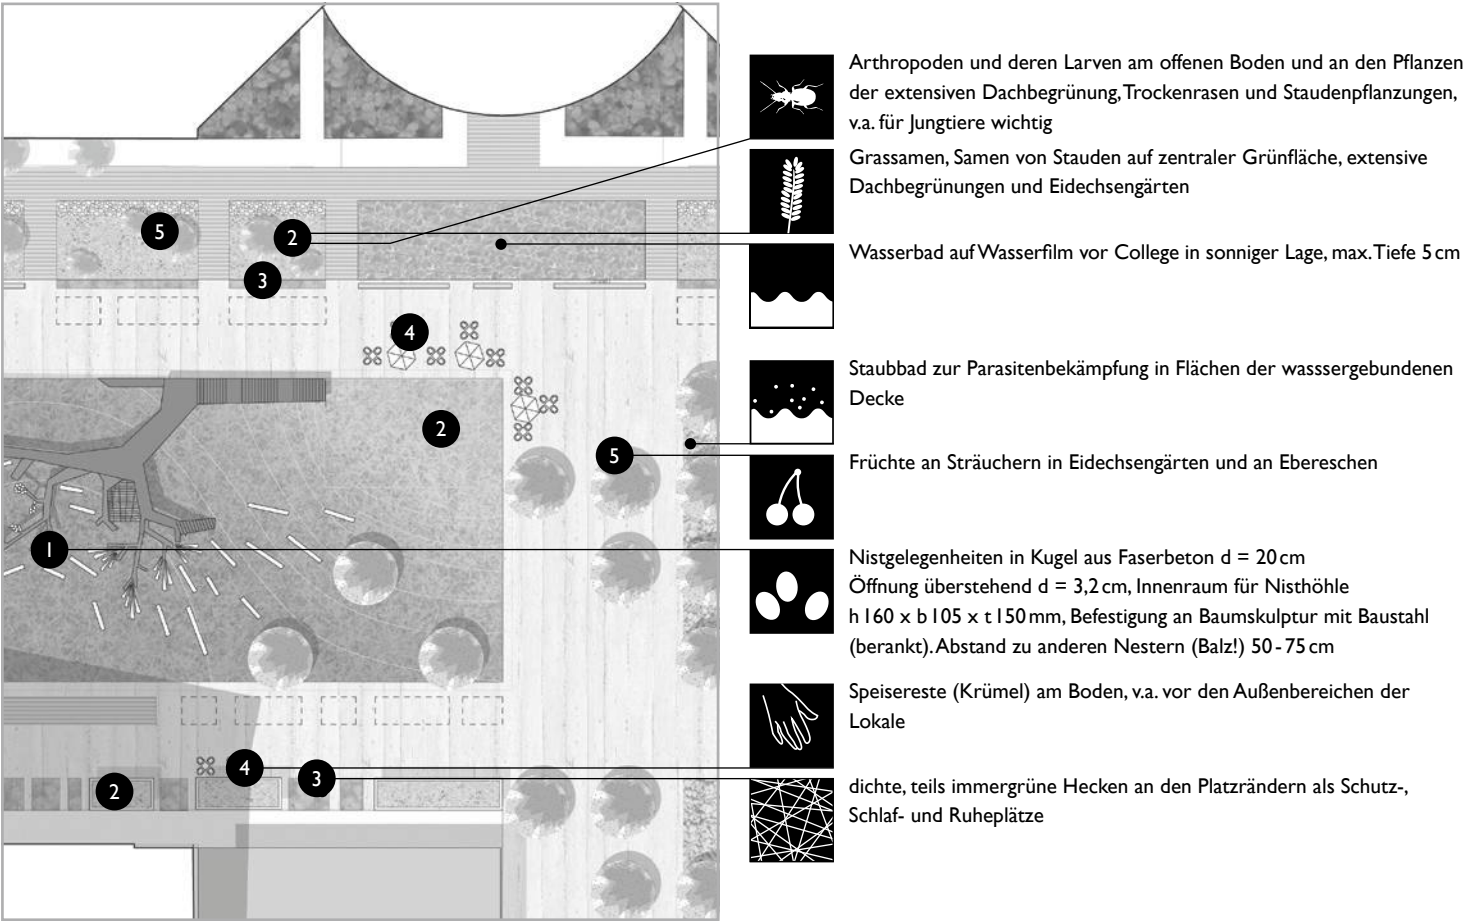 Arthropoden und deren Larven am offenen Boden und an den Pflanzen
der extensiven Dachbegrünung, Trockenrasen und Staudenpflanzungen,
v.a. für Jungtiere wichtig
Grassamen, Samen von Stauden auf zentraler Grünfläche, extensive
Dachbegrünungen und Eidechsengärten
Wasserbad auf Wasserfilm vor College in sonniger Lage, max. Tiefe 5 cm
Staubbad zur Parasitenbekämpfung in Flächen der wasssergebundenen
Decke
Früchte an Sträuchern in Eidechsengärten und an Ebereschen
Nistgelegenheiten in Kugel aus Faserbeton d = 20 cm
Öffnung überstehend d = 3,2 cm, Innenraum für Nisthöhle
h 160 x b 105 x t 150 mm, Befestigung an Baumskulptur mit Baustahl
(berankt). Abstand zu anderen Nestern (Balz!) 50 - 75 cm
Speisereste (Krümel) am Boden, v.a. vor den Außenbereichen der
Lokale
dichte, teils immergrüne Hecken an den Platzrändern als Schutz-,
Schlaf- und Ruheplätze
5
2
3
4
2
5
1
4
3
2